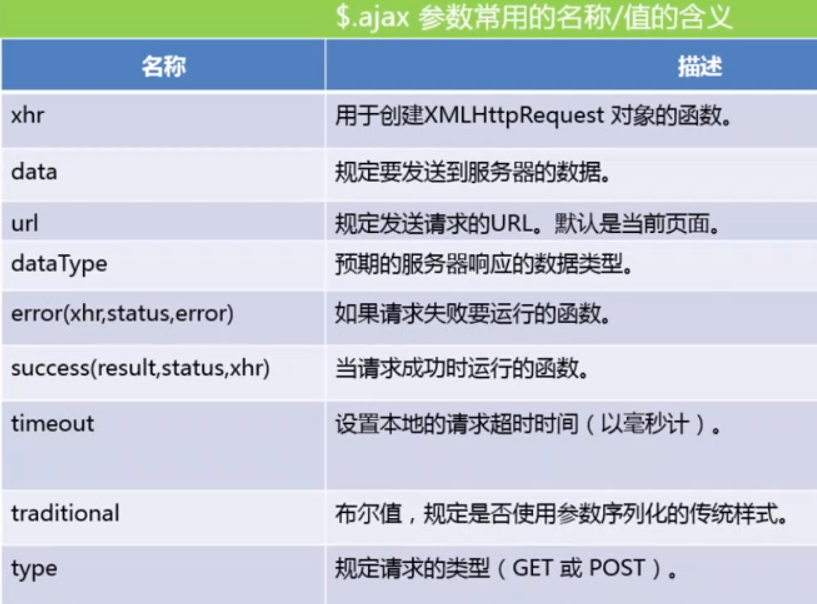 $.ajax 参数常用的名称/值的含义
名称 描述
xhr 用于创建XMLHttpRequest 对象的函数。
data 规定要发送到服务器的数据。
url 规定发送请求的URL。默认是当前页面。
dataType 预期的服务器响应的数据类型。
error(xhr,status,error) 如果请求失败要运行的函数。
success(result,status,xhr) 当请求成功时运行的函数。
timeout 设置本地的请求超时时间（以毫秒计）。
traditional 布尔值，规定是否使用参数序列化的传统样式。
type 规定请求的类型（GET 或 POST）。